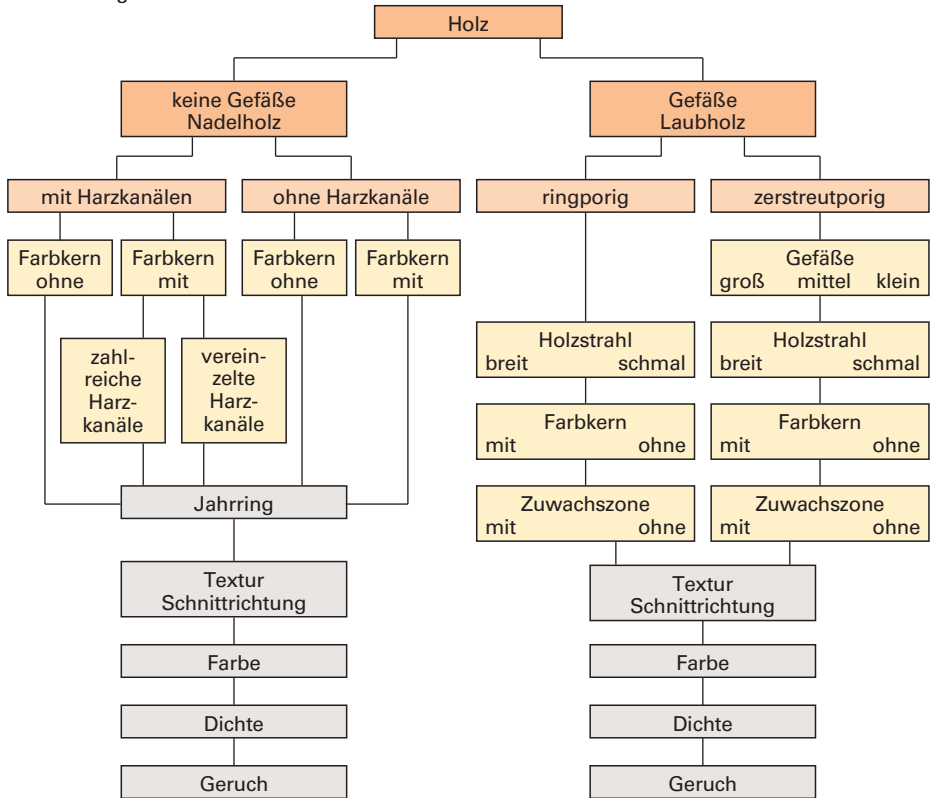 Holz
keine Gefäße
Nadelholz
Gefäße
Laubholz
mit Harzkanälen
ohne Harzkanäle
ringporig
zerstreutporig
Farbkern
ohne
Farbkern
mit
Farbkern
ohne
Farbkern
mit
Gefäße
groß mittel klein
zahl-
reiche
Harz-
kanäle
verein-
zelte
Harz-
kanäle
Holzstrahl
breit schmal
Holzstrahl
breit schmal
Farbkern
mit ohne
Farbkern
mit ohne
Jahrring
Zuwachszone
mit ohne
Zuwachszone
mit ohne
Textur
Schnittrichtung
Textur
Schnittrichtung
Farbe
Farbe
Dichte
Dichte
Geruch
Geruch